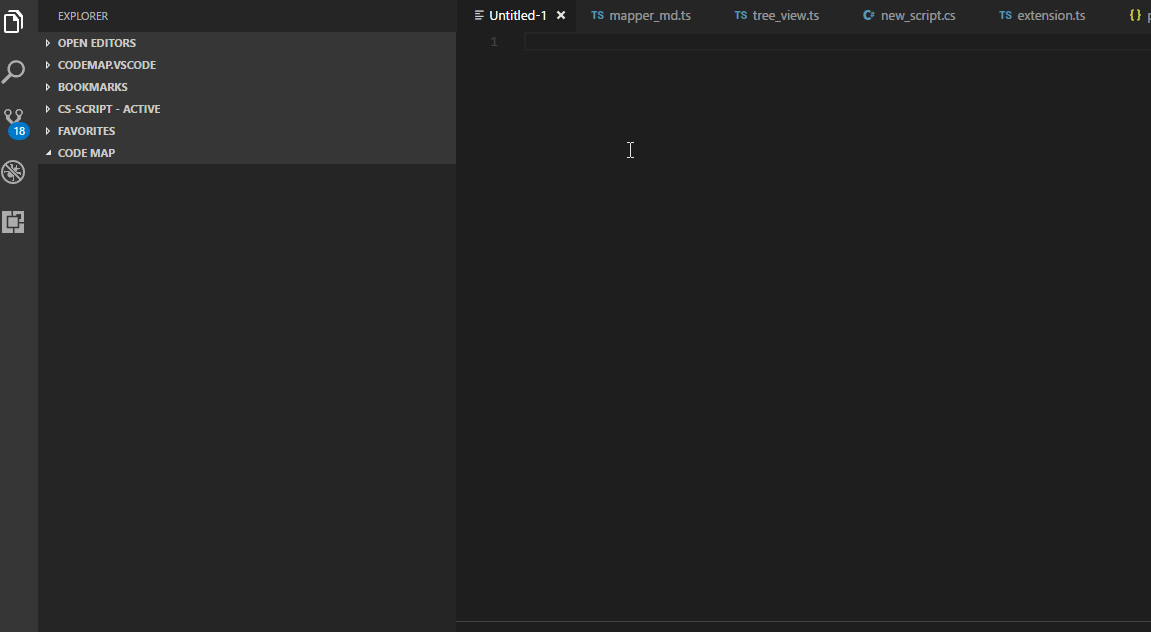 EXPLORER
OPEN EDITORS
CODEMAP.VSCODE
BOOKMARKS
CS-SCRIPT - ACTIVE
FAVORITES
CODE MAP
18
Untitled-1 × TS mapper_md.ts TS tree_view.ts C# new_script.cs TS extension.ts {}
1